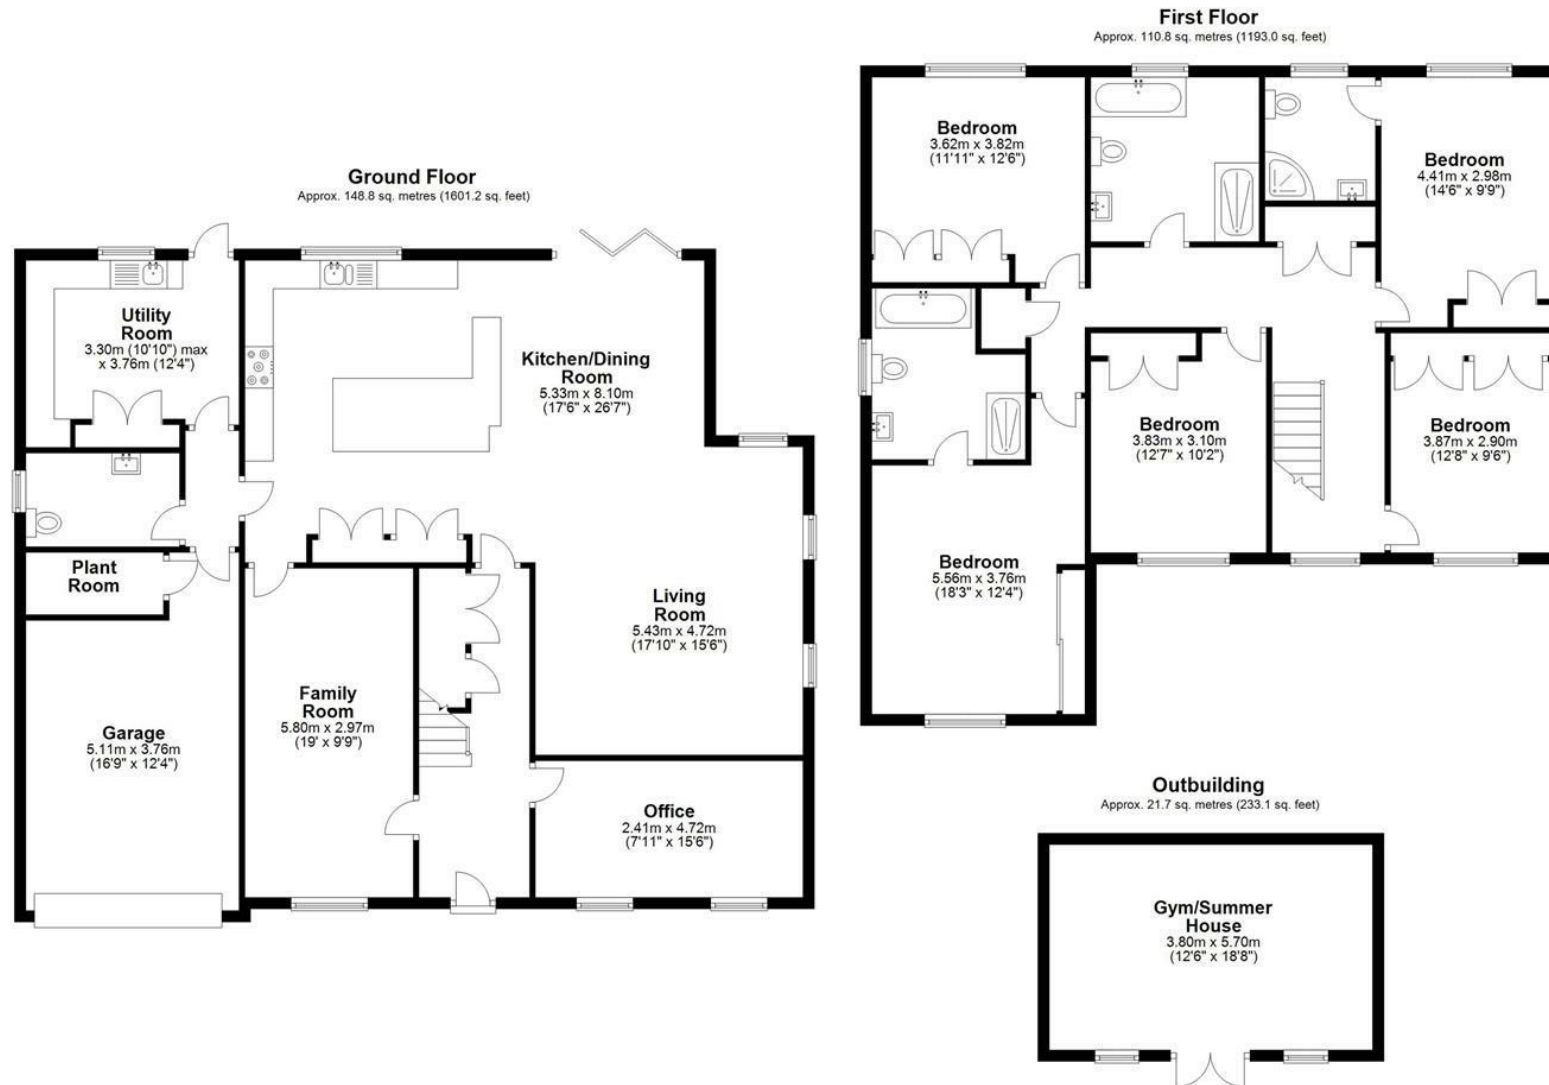 Ground Floor
Approx. 148.8 sq. metres (1601.2 sq. feet)
Utility
Room
3.30m (10'10") max
x 3.76m (12'4")
Kitchen/Dining
Room
5.33m x 8.10m
(17'6" x 26'7")
Plant
Room
Living
Room
5.43m x 4.72m
(17'10" x 15'6")
Family
Room
5.80m x 2.97m
(19' x 9'9")
Garage
5.11m x 3.76m
(16'9" x 12'4")
Office
2.41m x 4.72m
(7'11" x 15'6")
First Floor
Approx. 110.8 sq. metres (1193.0 sq. feet)
Bedroom
3.62m x 3.82m
(11'11" x 12'6")
Bedroom
4.41m x 2.98m
(14'6" x 9'9")
Bedroom
3.83m x 3.10m
(12'7" x 10'2")
Bedroom
3.87m x 2.90m
(12'8" x 9'6")
Bedroom
5.56m x 3.76m
(18'3" x 12'4")
Outbuilding
Approx. 21.7 sq. metres (233.1 sq. feet)
Gym/Summer
House
3.80m x 5.70m
(12'6" x 18'8")